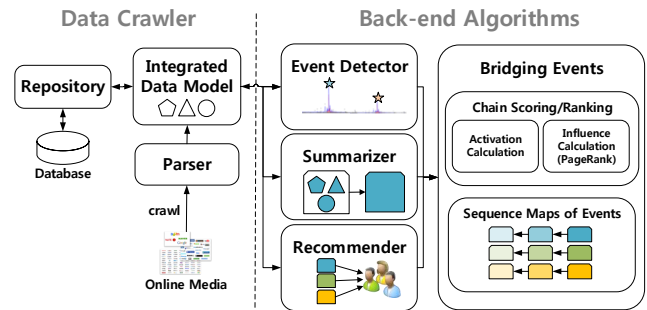 Data Crawler
Back-end Algorithms
Repository
Database
Integrated
Data Model
Parser
crawl
Online Media
Event Detector
Summarizer
Recommender
Bridging Events
Chain Scoring/Ranking
Activation
Calculation
Influence
Calculation
(PageRank)
Sequence Maps of Events